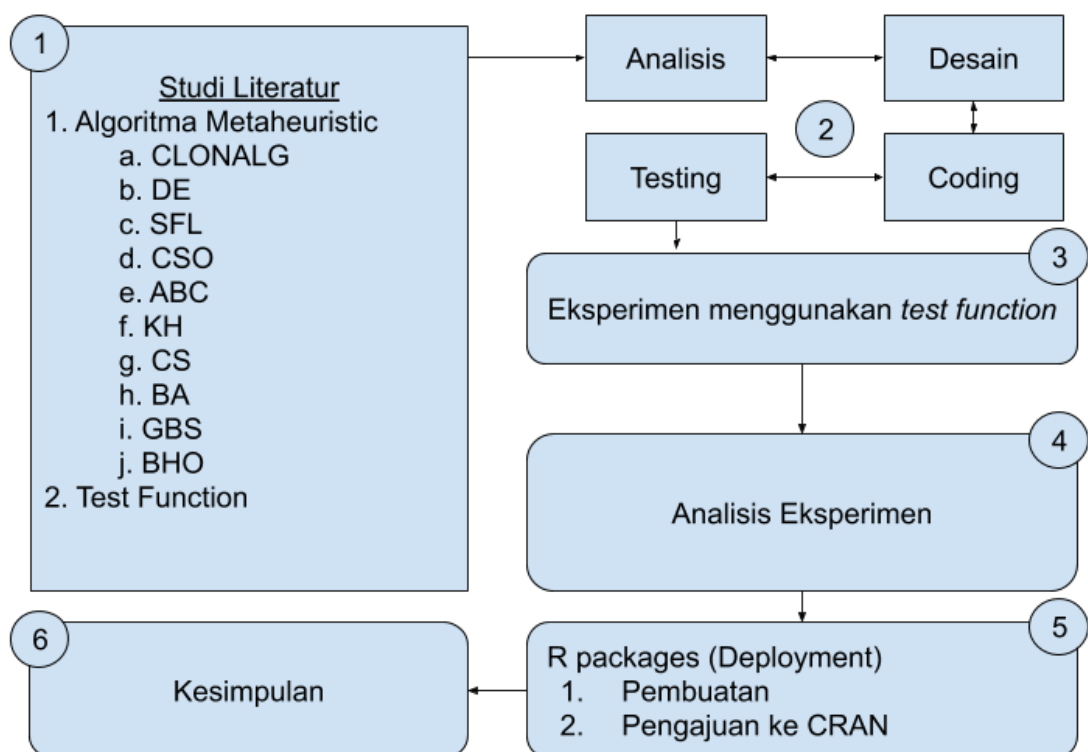 1
Studi Literatur
1. Algoritma Metaheuristic
a. CLONALG
b. DE
c. SFL
d. CSO
e. ABC
f. KH
g. CS
h. BA
i. GBS
j. BHO
2. Test Function
Analisis
Desain
2
Testing
Coding
3
Eksperimen menggunakan test function
4
Analisis Eksperimen
5
R packages (Deployment)
1. Pembuatan
2. Pengajuan ke CRAN
6
Kesimpulan